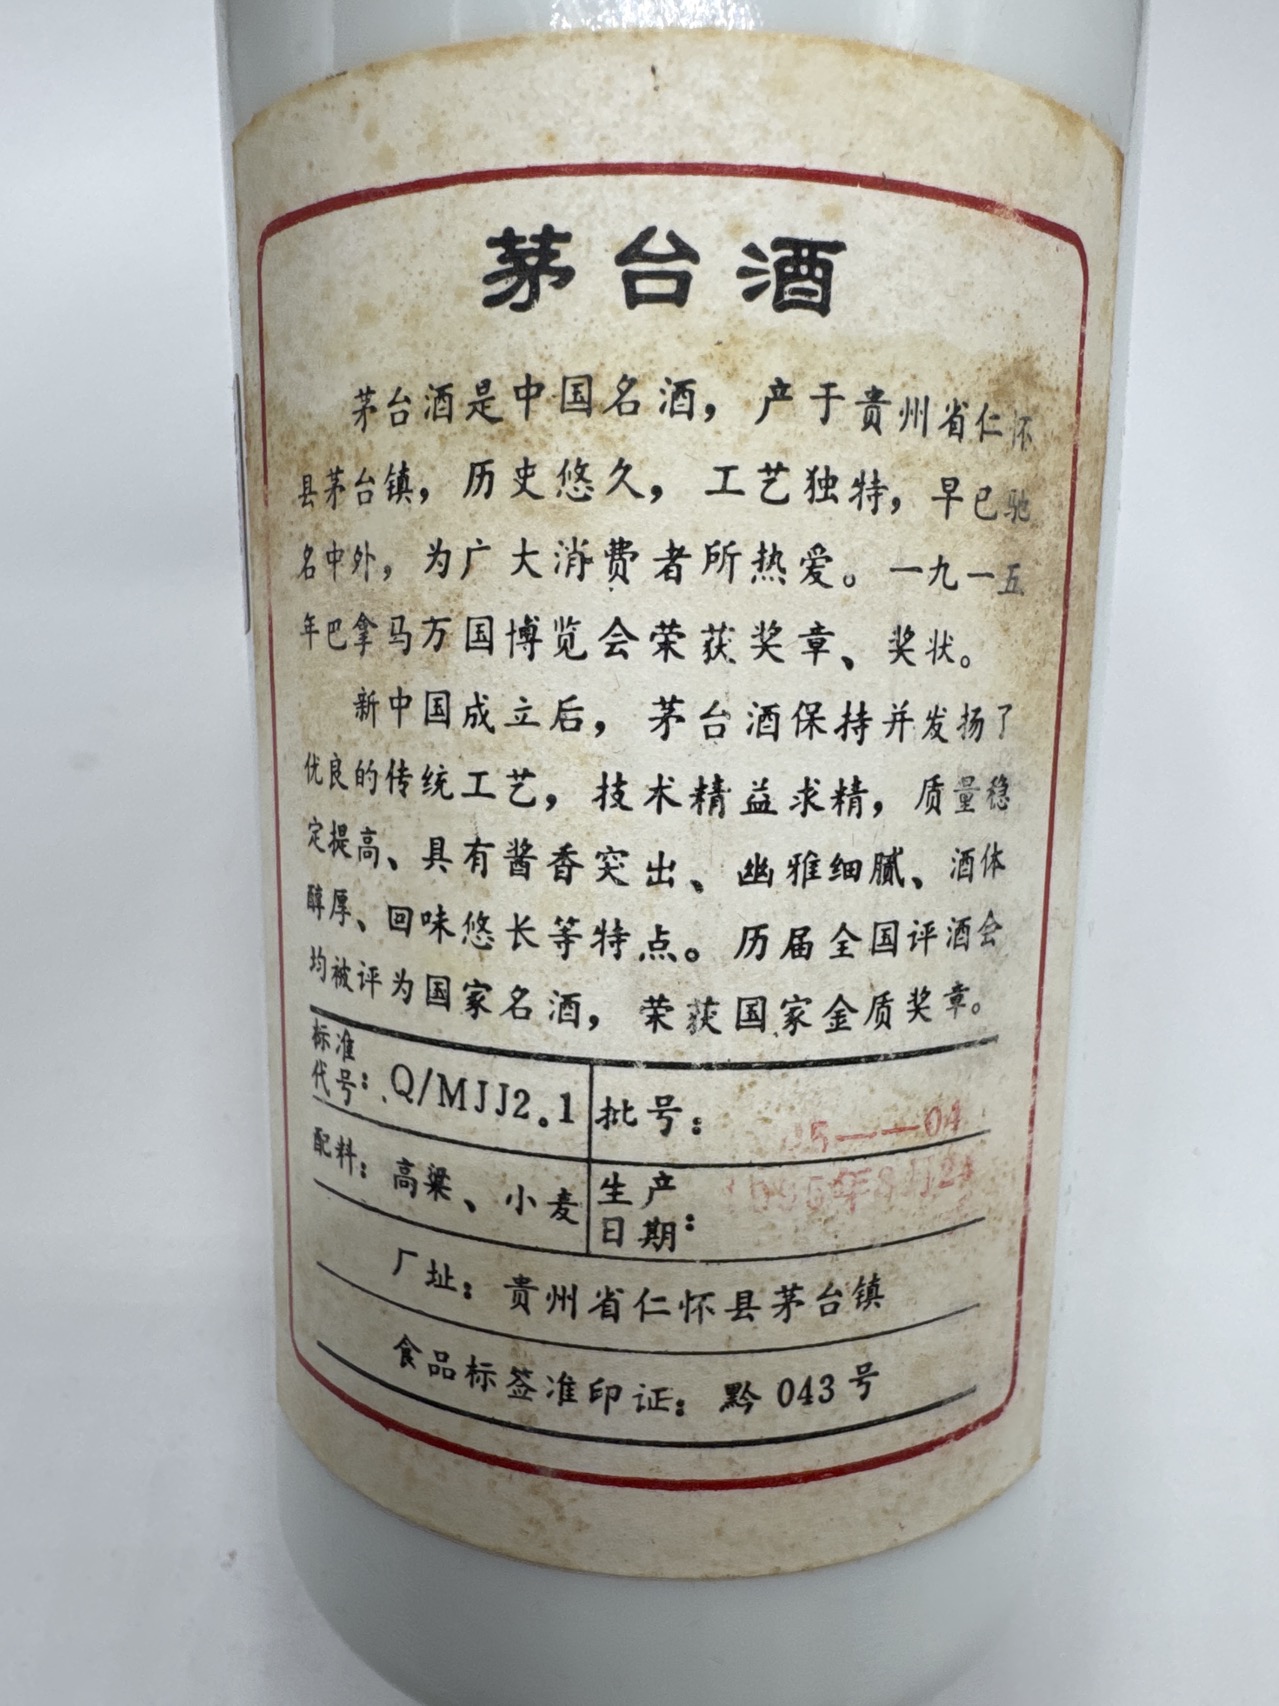 茅台酒
茅台酒是中国名酒，产于贵州省仁怀
县茅台镇，历史悠久，工艺独特，早已驰
名中外，为广大消费者所热爱。一九一五
年巴拿马万国博览会荣获奖章、奖状。
新中国成立后，茅台酒保持并发扬了
优良的传统工艺，技术精益求精，质量稳
定提高、具有酱香突出、幽雅细腻、酒体
醇厚、回味悠长等特点。历届全国评酒会
均被评为国家名酒，荣获国家金质奖章。
标准代号：Q/MJJ2.1
批号：
配料：高粱、小麦
生产日期：
厂址：贵州省仁怀县茅台镇
食品标签准印证：黔 043 号